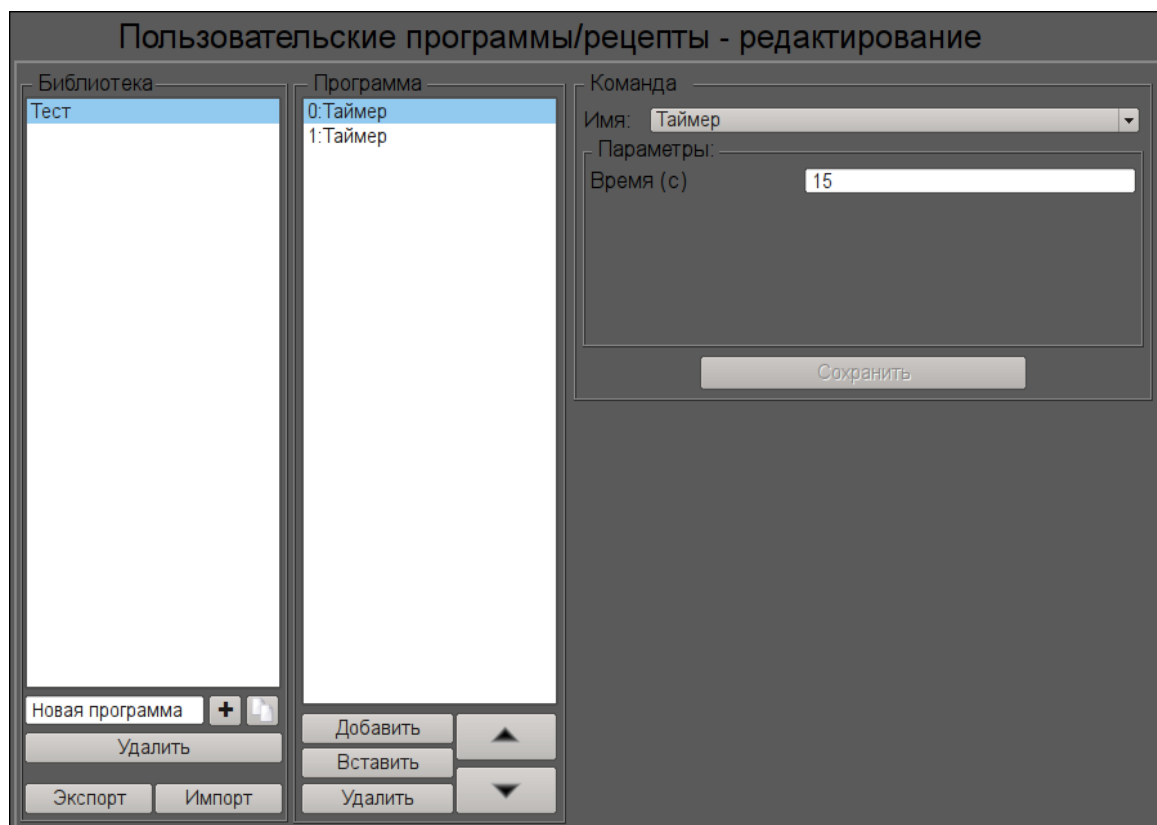 Пользовательские программы/рецепты - редактирование
Библиотека
Тест
Новая программа
+
Удалить
Экспорт Импорт
Программа
0:Таймер
1:Таймер
Добавить
Вставить
Удалить
Команда
Имя: Таймер
Параметры:
Время (с) 15
Сохранить